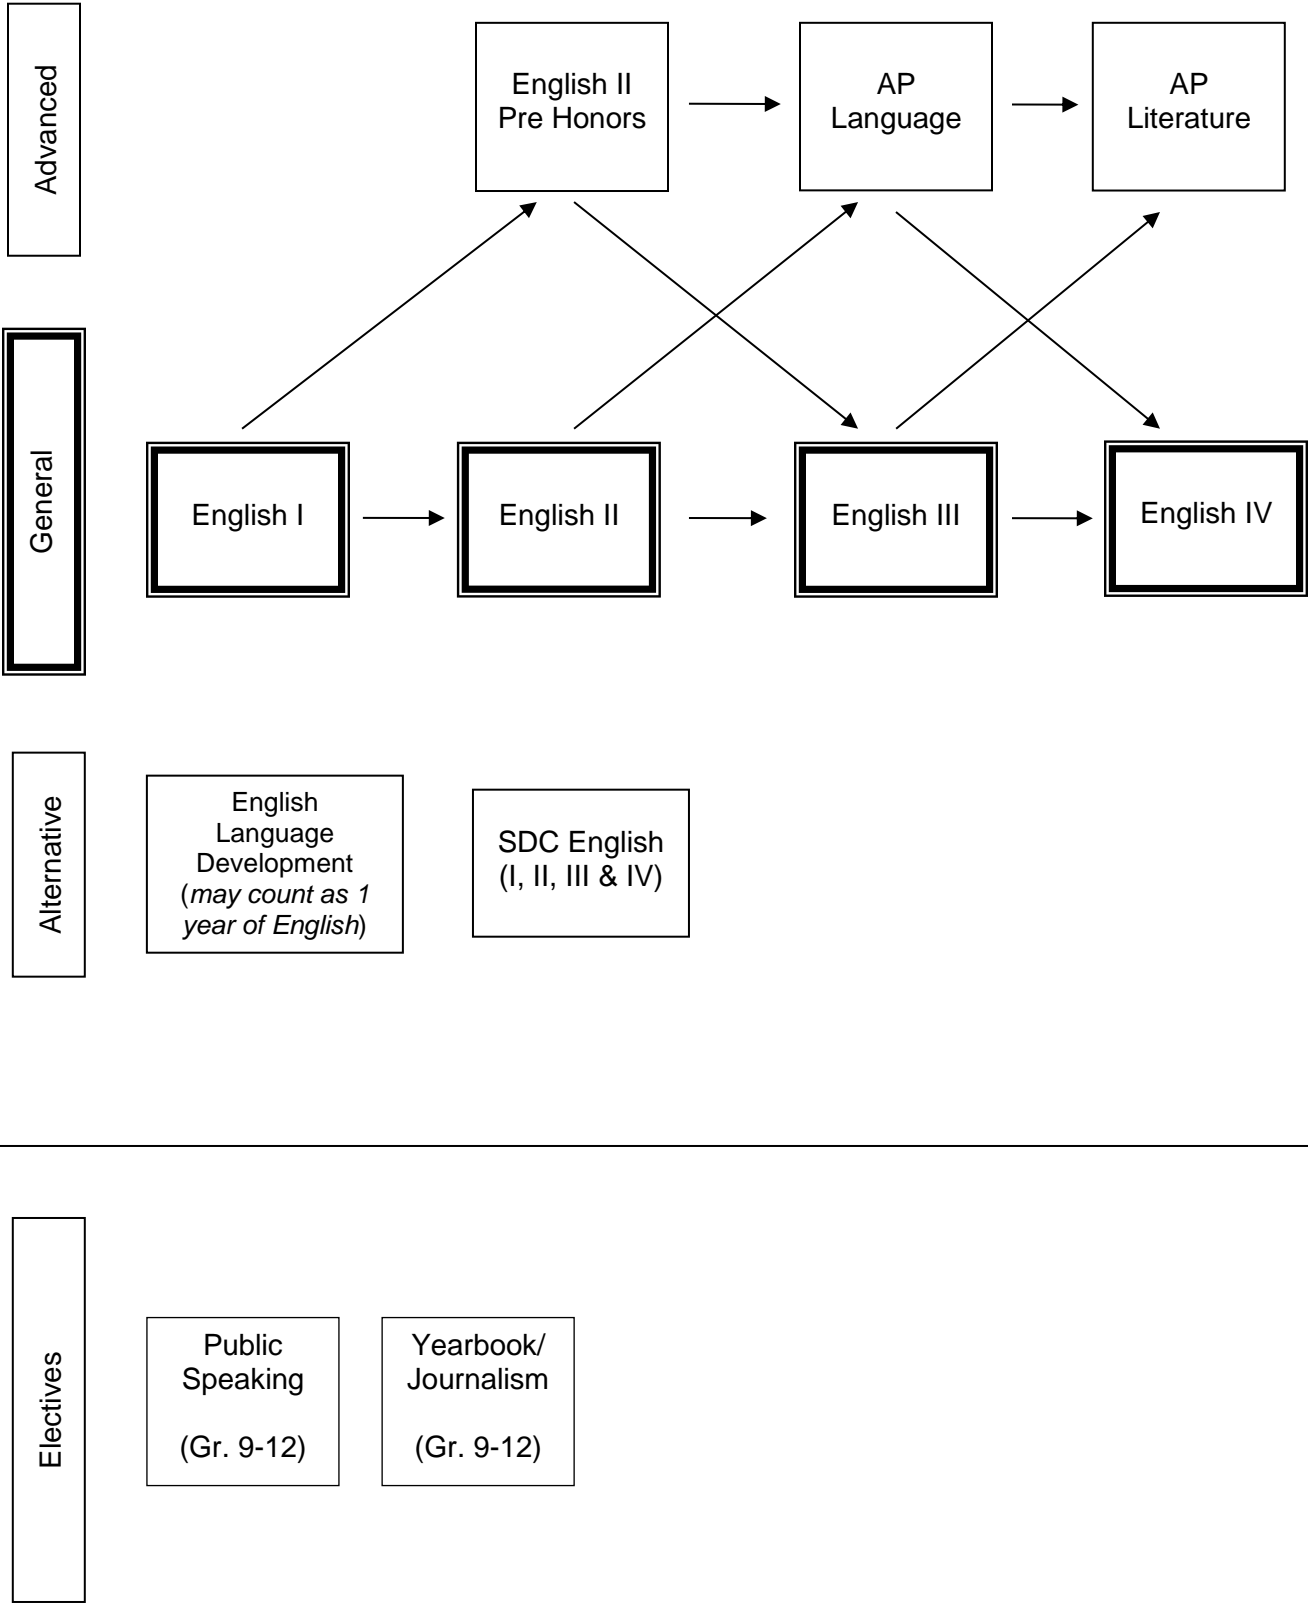 Advanced
English II
Pre Honors
AP
Language
AP
Literature
General
English I
English II
English III
English IV
Alternative
English
Language
Development
(may count as 1
year of English)
SDC English
(I, II, III & IV)
Electives
Public
Speaking
(Gr. 9-12)
Yearbook/
Journalism
(Gr. 9-12)